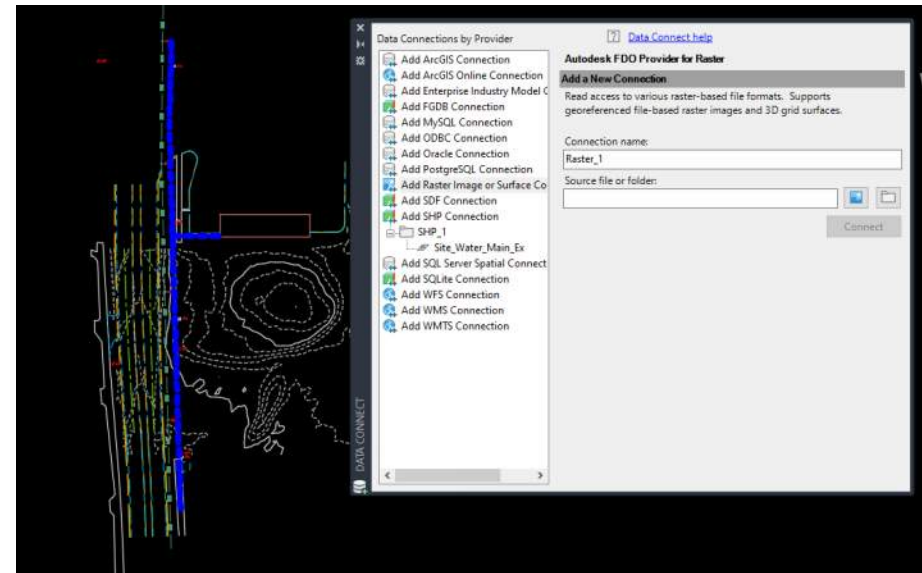 Data Connections by Provider
Add ArcGIS Connection
Add ArcGIS Online Connection
Add Enterprise Industry Model C
Add FGDB Connection
Add MySQL Connection
Add ODBC Connection
Add Oracle Connection
Add PostgreSQL Connection
Add Raster Image or Surface Co
Add SDF Connection
Add SHP Connection
SHP_1
Site_Water_Main_Ex
Add SQL Server Spatial Connect
Add SQLite Connection
Add WFS Connection
Add WMS Connection
Add WMTS Connection
DATA CONNECT
? Data Connect help
Autodesk FDO Provider for Raster
Add a New Connection
Read access to various raster-based file formats. Supports
georeferenced file-based raster images and 3D grid surfaces.
Connection name:
Raster_1
Source file or folder:
Connect